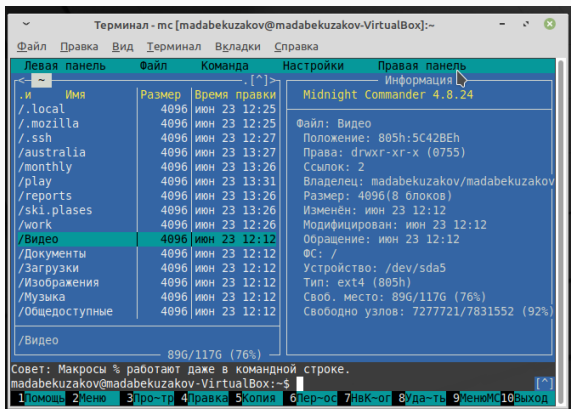 Терминал - mc [madabekuzakov@madabekuzakov-VirtualBox]:~
Файл Правка Вид Терминал Вкладки Справка
Левая панель Файл Команда Настройки Правая панель
<- ~ .[^]>
.и Имя Размер Время правки
/.local 4096 июн 23 12:25
/.mozilla 4096 июн 23 12:25
/.ssh 4096 июн 23 12:27
/australia 4096 июн 23 13:27
/monthly 4096 июн 23 13:26
/play 4096 июн 23 13:31
/reports 4096 июн 23 13:26
/ski.plases 4096 июн 23 13:26
/work 4096 июн 23 12:26
/Видео 4096 июн 23 12:12
/Документы 4096 июн 23 12:12
/Загрузки 4096 июн 23 12:12
/Изображения 4096 июн 23 12:12
/Музыка 4096 июн 23 12:12
/Общедоступные 4096 июн 23 12:12
/Видео
89G/117G (76%)
Информация
Midnight Commander 4.8.24
Файл: Видео
Положение: 805h:5C42BEh
Права: drwxr-xr-x (0755)
Ссылок: 2
Владелец: madabekuzakov/madabekuzakov
Размер: 4096(8 блоков)
Изменён: июн 23 12:12
Модифицирован: июн 23 12:12
Обращение: июн 23 12:12
ФС: /
Устройство: /dev/sda5
Тип: ext4 (805h)
Своб. место: 89G/117G (76%)
Свободно узлов: 7277721/7831552 (92%)
Совет: Макросы % работают даже в командной строке.
madabekuzakov@madabekuzakov-VirtualBox:~$ [^]
1Помощь 2Меню 3Про~тр 4Правка 5Копия 6Пер~ос 7НвК~ог 8Уда~ть 9МенюMC 10Выход